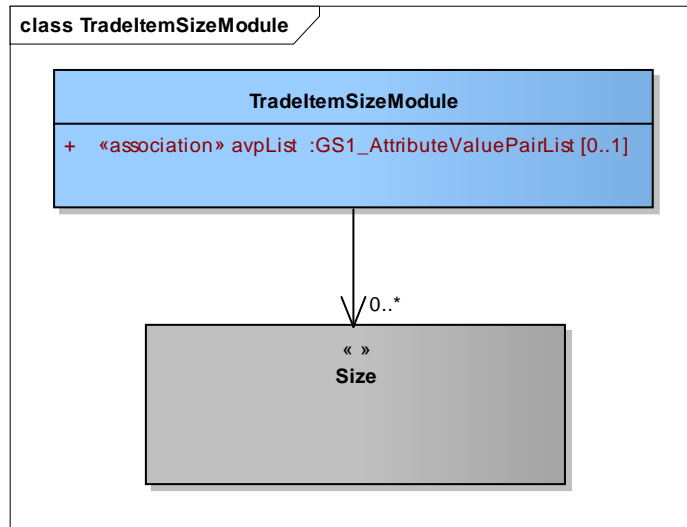 class TradeItemSizeModule
TradeItemSizeModule
+ «association» avpList :GS1_AttributeValuePairList [0..1]
0..*
« »
Size